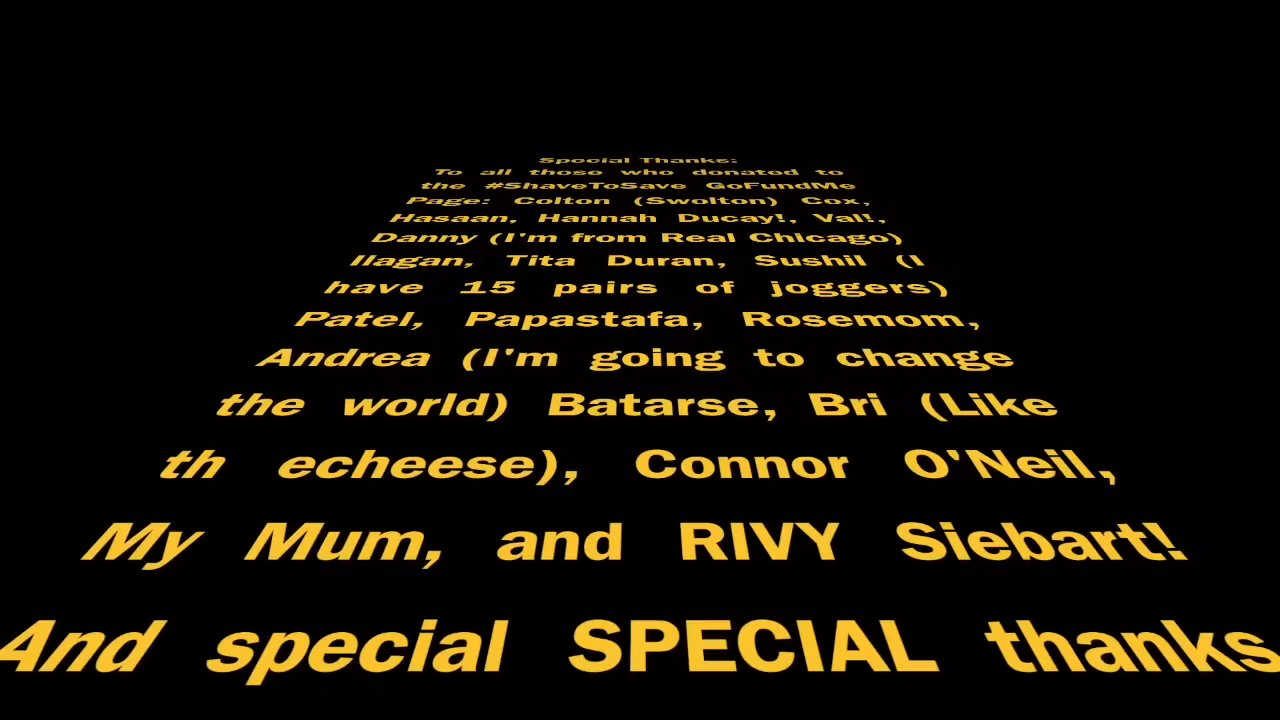 Special Thanks:
To all those who donated to
the #ShaveToSave GoFundMe
Page: Colton (Swolton) Cox,
Hasaan, Hannah Ducay!, Val!,
Danny (I'm from Real Chicago)
Ilagan, Tita Duran, Sushil (I
have 15 pairs of joggers)
Patel, Papastafa, Rosemom,
Andrea (I'm going to change
the world) Batarse, Bri (Like
th echeese), Connor O'Neil,
My Mum, and RIVY Siebart!
And special SPECIAL thanks